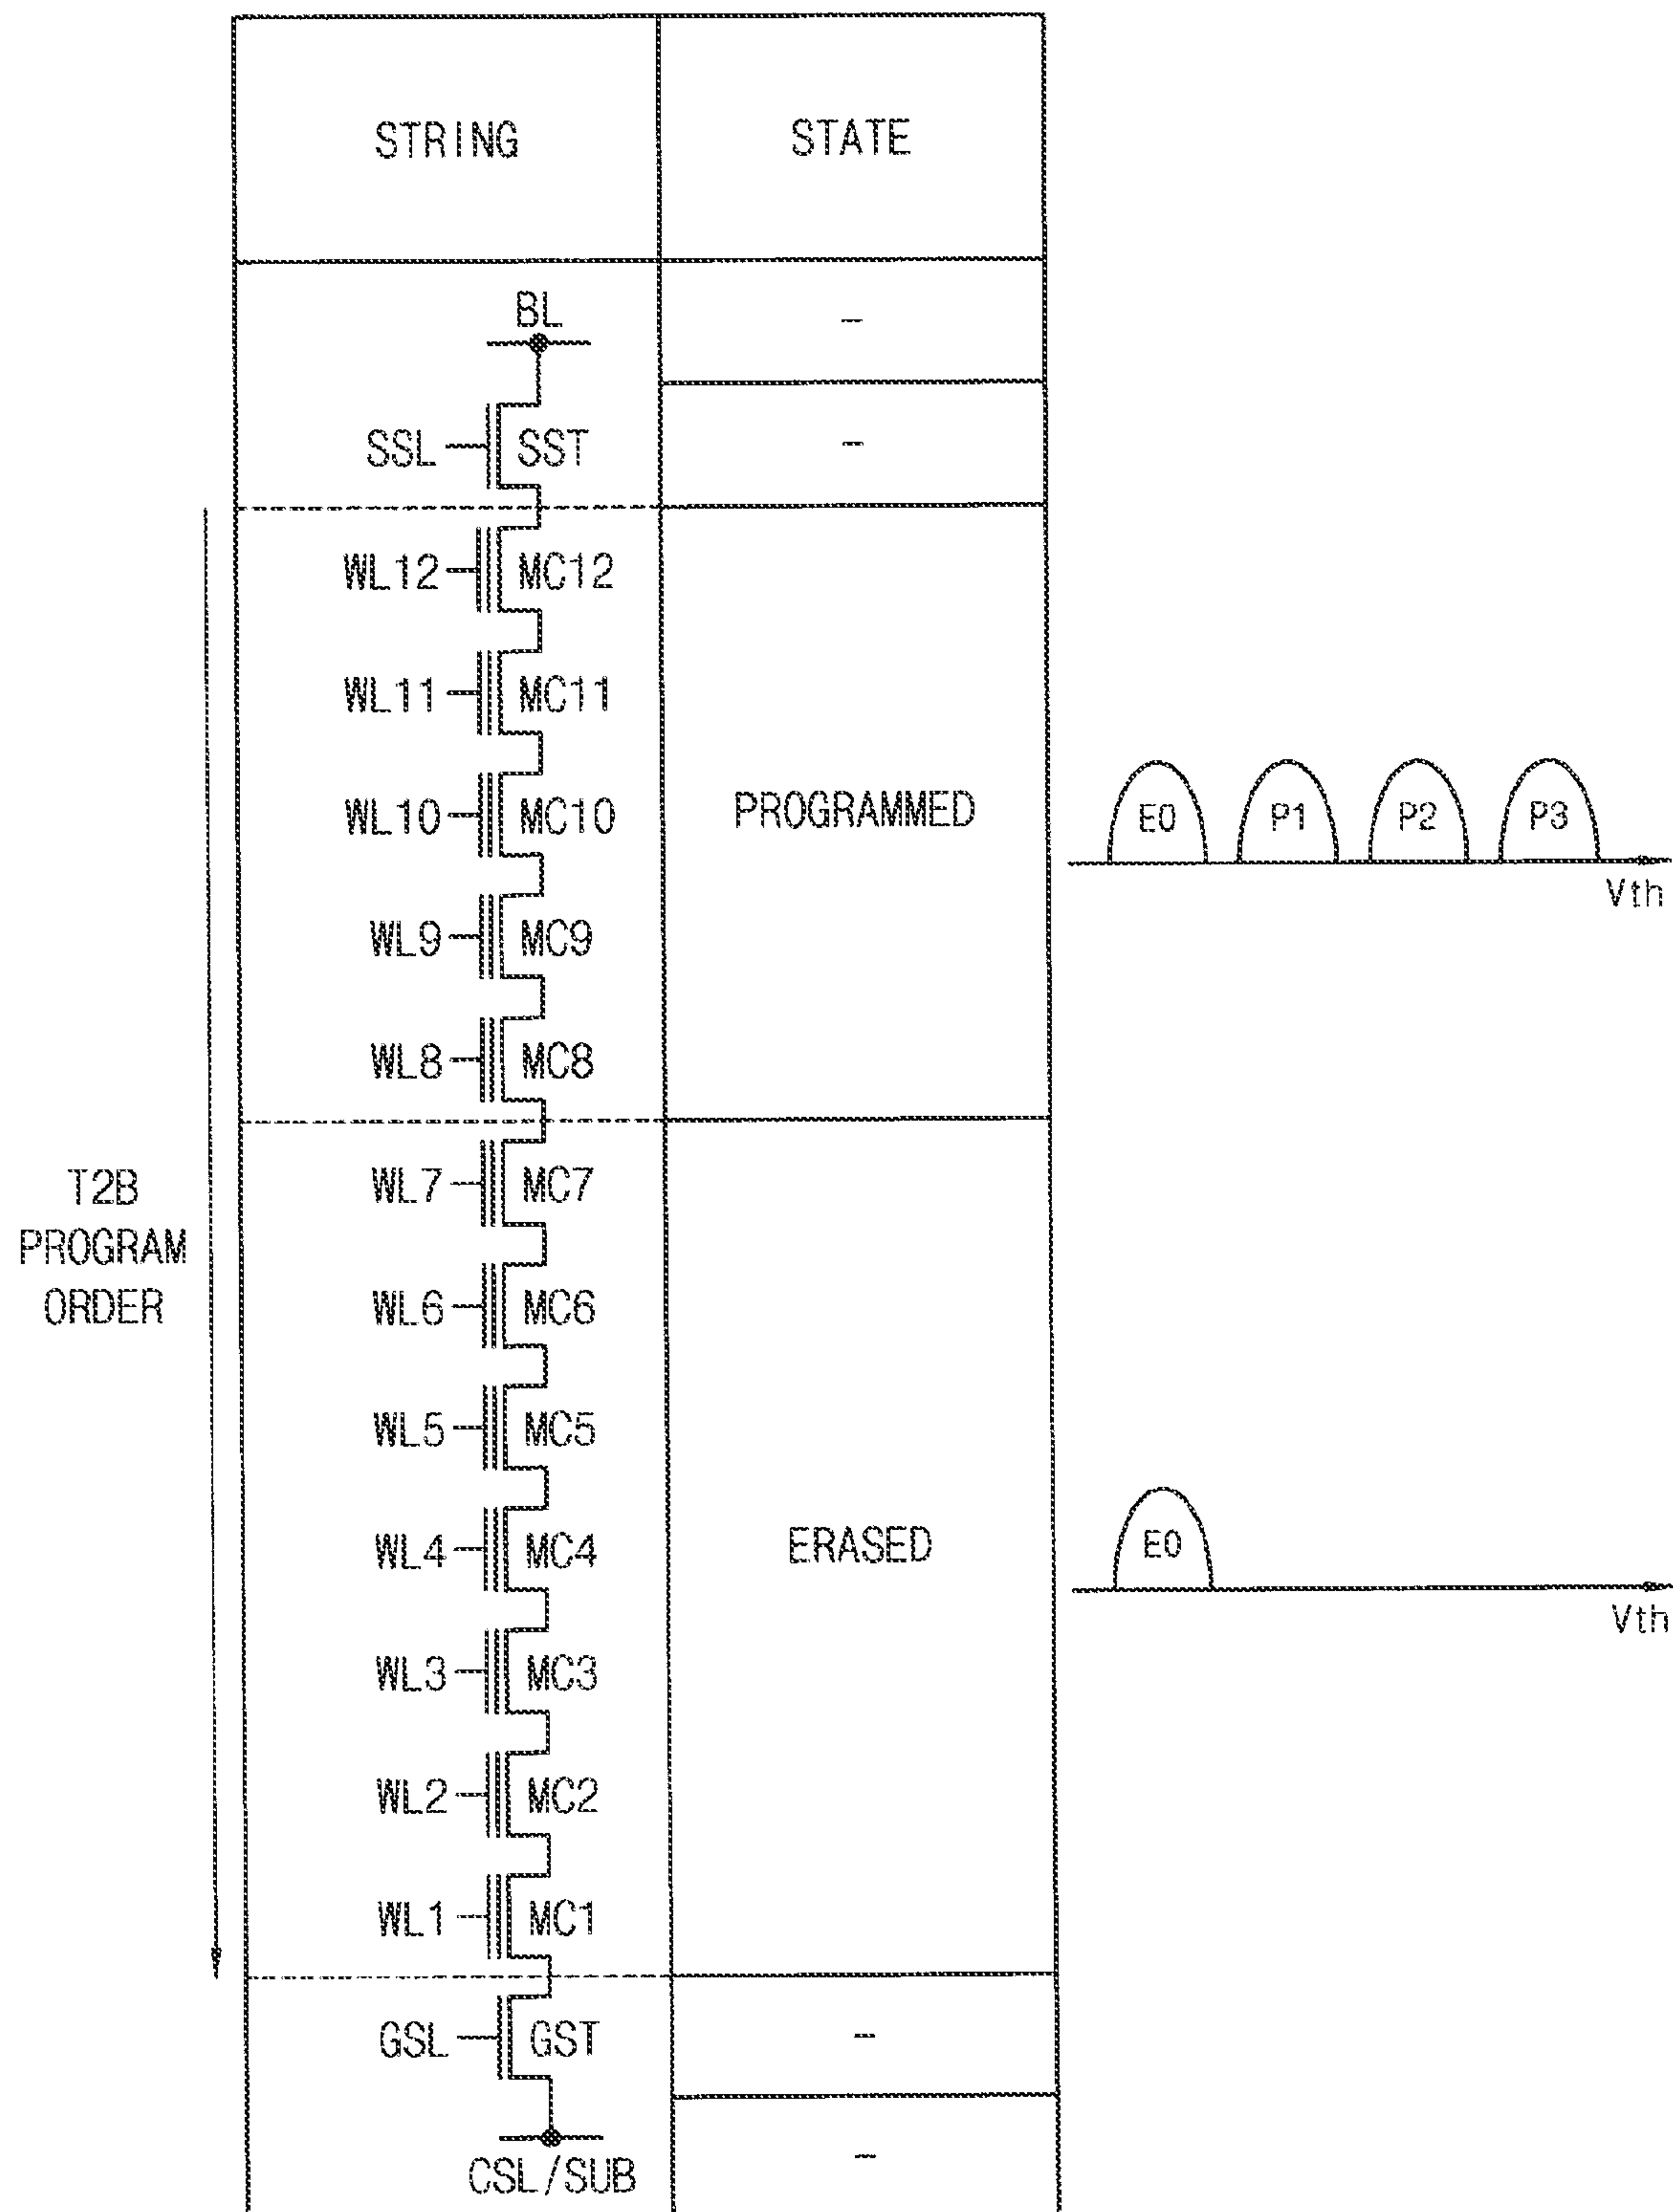 STRING STATE
BL -
SSL SST -
WL12 MC12
WL11 MC11
WL10 MC10 PROGRAMMED E0 P1 P2 P3
Vth
WL9 MC9
WL8 MC8
WL7 MC7
T2B
PROGRAM
ORDER
WL6 MC6
WL5 MC5
WL4 MC4 ERASED E0
Vth
WL3 MC3
WL2 MC2
WL1 MC1
GSL GST -
CSL/SUB -